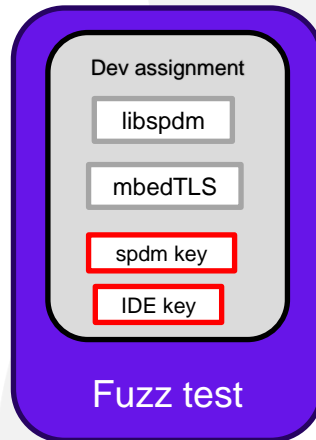 Dev assignment
libspdm
mbedTLS
spdm key
IDE key
Fuzz test